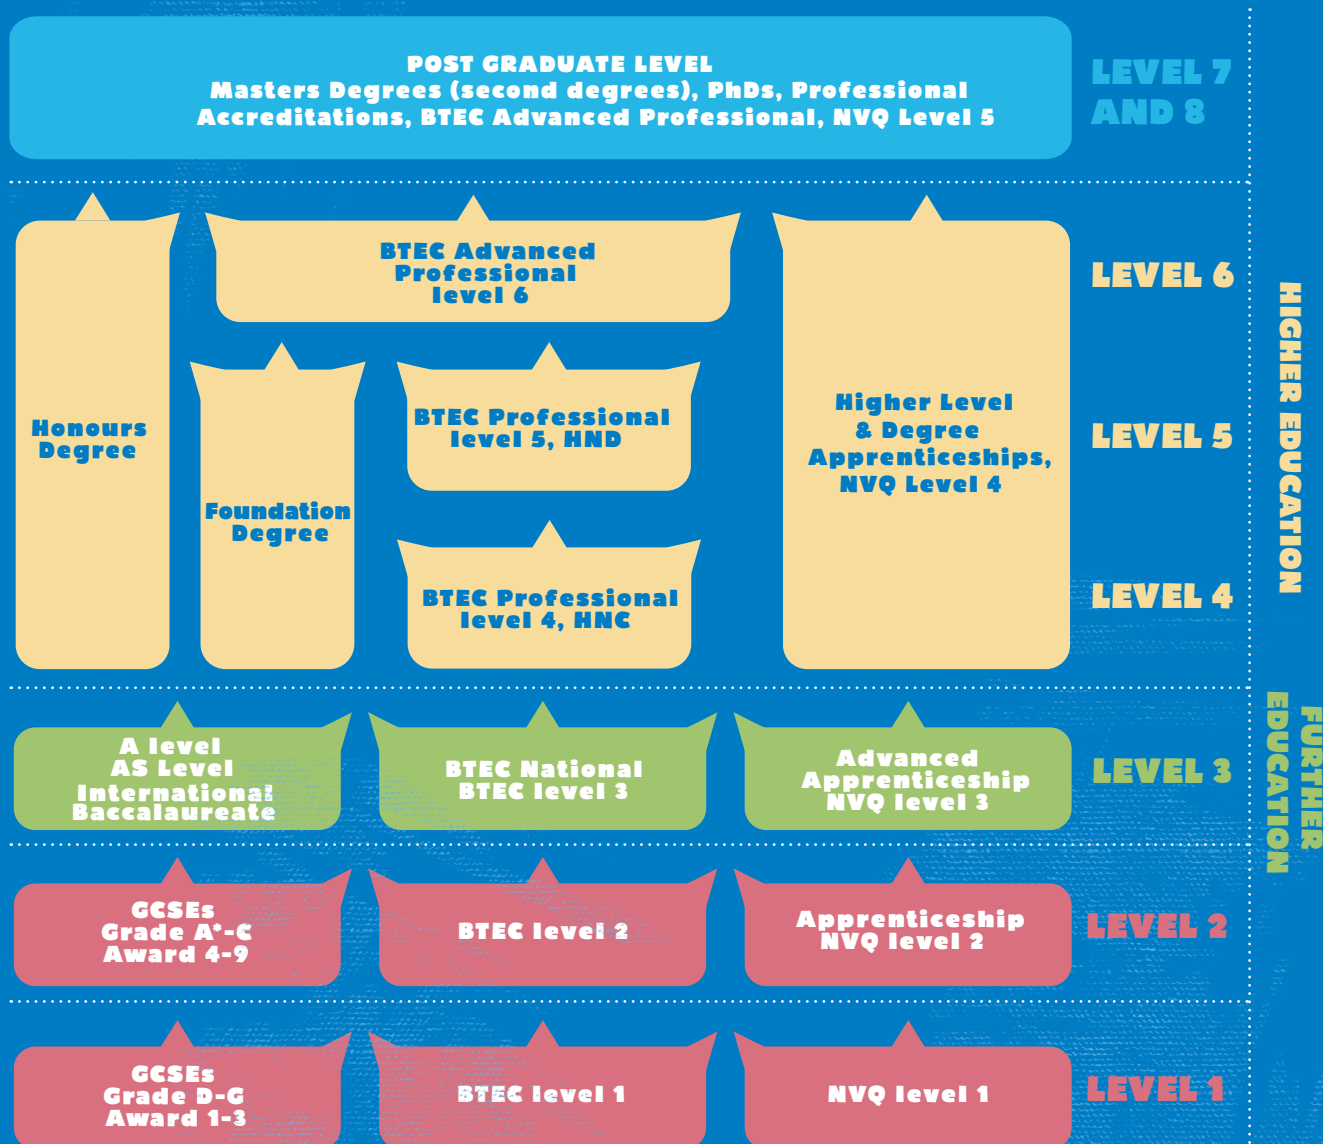 POST GRADUATE LEVEL
Masters Degrees (second degrees), PhDs, Professional
Accreditations, BTEC Advanced Professional, NVQ Level 5
LEVEL 7
AND 8
BTEC Advanced
Professional
level 6
LEVEL 6
Honours
Degree
Foundation
Degree
BTEC Professional
level 5, HND
Higher Level
& Degree
Apprenticeships,
NVQ Level 4
LEVEL 5
BTEC Professional
level 4, HNC
LEVEL 4
HIGHER EDUCATION
A level
AS Level
International
Baccalaureate
BTEC National
BTEC level 3
Advanced
Apprenticeship
NVQ level 3
LEVEL 3
FURTHER
EDUCATION
GCSEs
Grade A*-C
Award 4-9
BTEC level 2
Apprenticeship
NVQ level 2
LEVEL 2
GCSEs
Grade D-G
Award 1-3
BTEC level 1
NVQ level 1
LEVEL 1